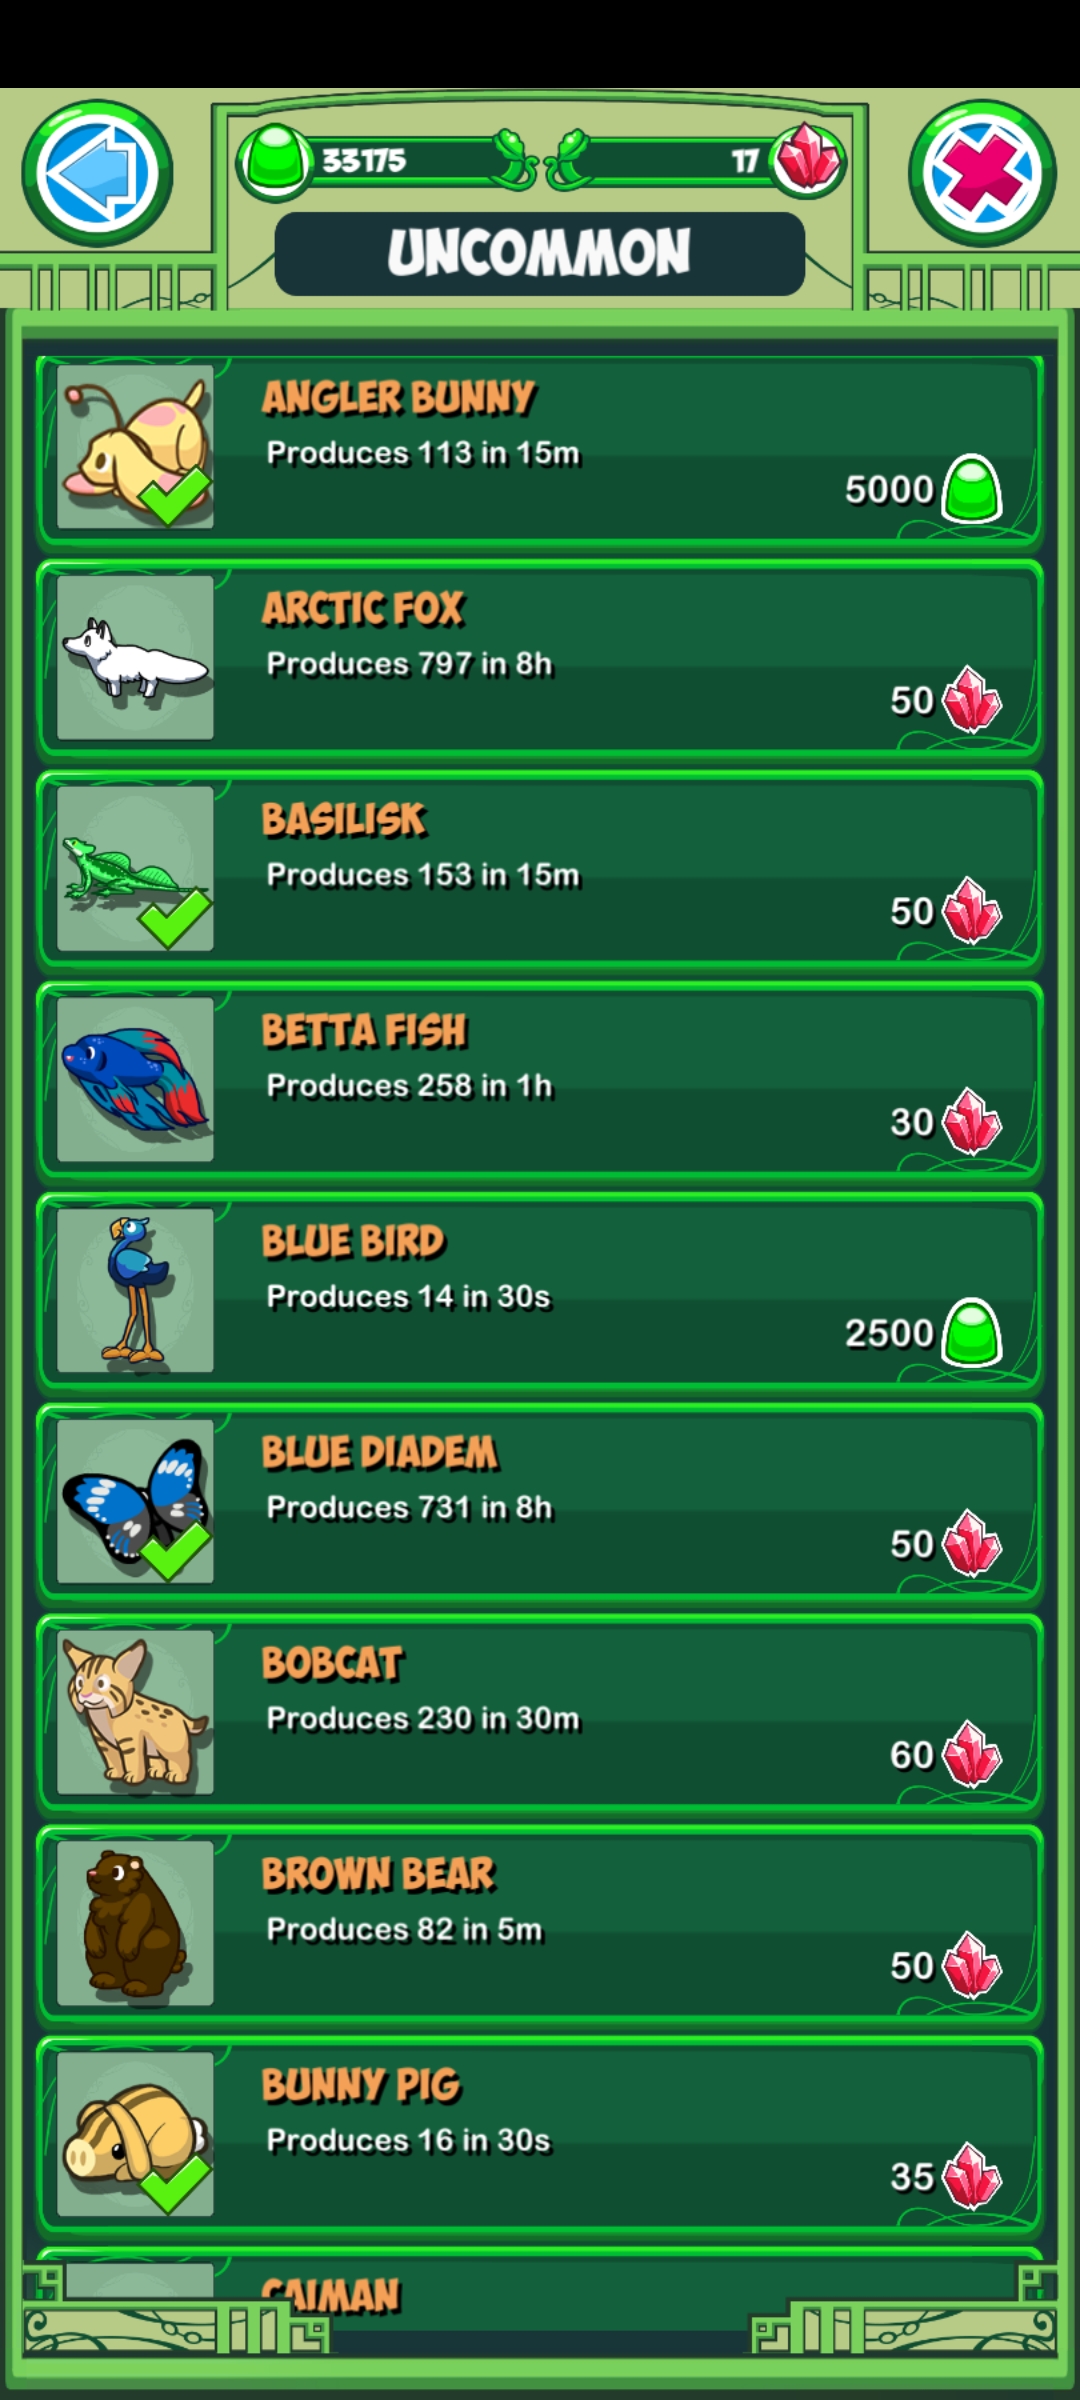 33175
17
UNCOMMON
ANGLER BUNNY
Produces 113 in 15m
5000
ARCTIC FOX
Produces 797 in 8h
50
BASILISK
Produces 153 in 15m
50
BETTA FISH
Produces 258 in 1h
30
BLUE BIRD
Produces 14 in 30s
2500
BLUE DIADEM
Produces 731 in 8h
50
BOBCAT
Produces 230 in 30m
60
BROWN BEAR
Produces 82 in 5m
50
BUNNY PIG
Produces 16 in 30s
35
CAIMAN